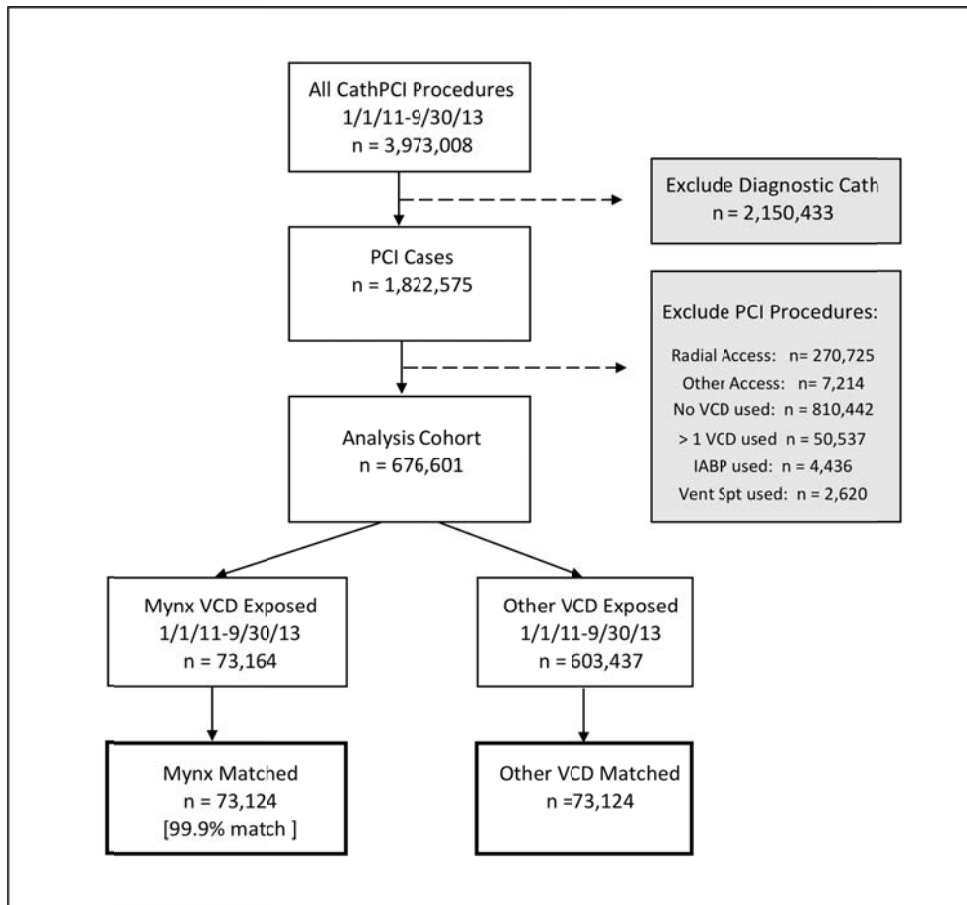 All CathPCI Procedures
1/1/11-9/30/13
n = 3,973,008
Exclude Diagnostic Cath
n = 2,150,433
PCI Cases
n = 1,822,575
Exclude PCI Procedures:
Radial Access: n= 270,725
Other Access: n= 7,214
No VCD used: n = 810,442
> 1 VCD used n = 50,537
IABP used: n = 4,436
Vent Spt used: n = 2,620
Analysis Cohort
n = 676,601
Mynx VCD Exposed
1/1/11-9/30/13
n = 73,164
Other VCD Exposed
1/1/11-9/30/13
n = 603,437
Mynx Matched
n = 73,124
[99.9% match ]
Other VCD Matched
n =73,124